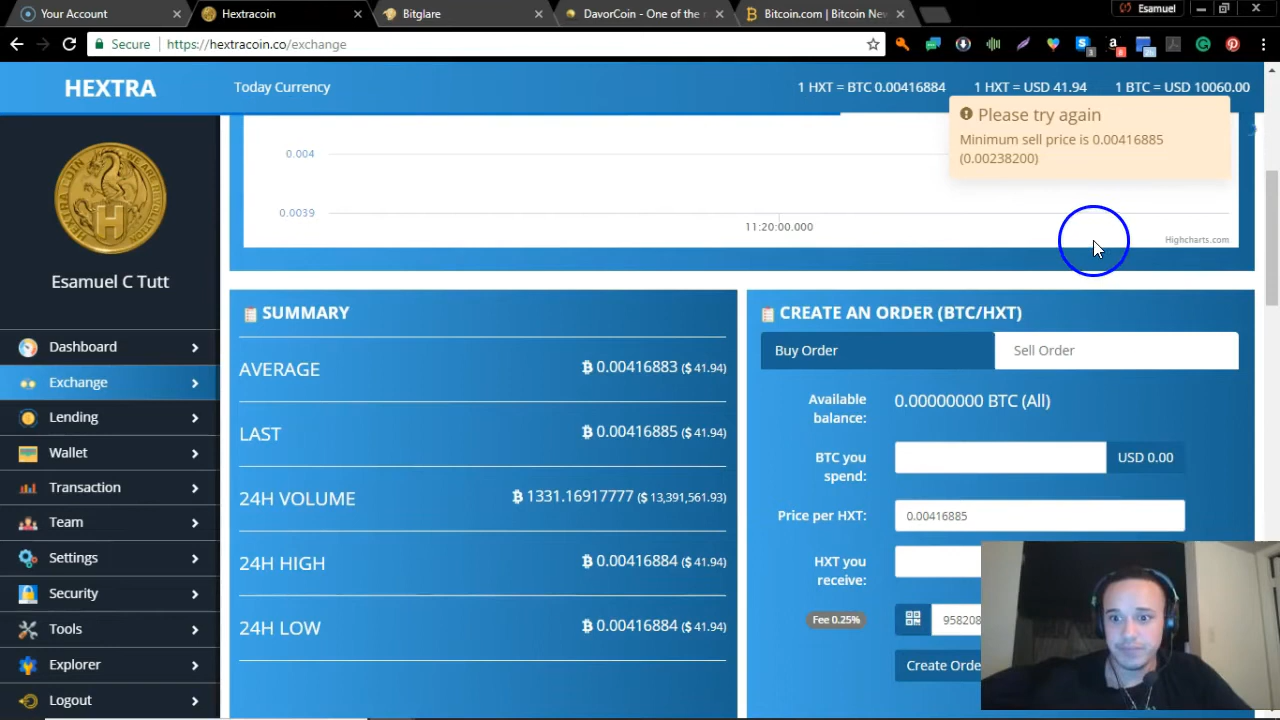 Your Account
Hextracoin
Bitglare
DavorCoin - One of the r
Bitcoin.com | Bitcoin Nev
Esamuel
Secure
https://hextracoin.co/exchange
HEXTRA
Today Currency
1 HXT = BTC 0.00416884
1 HXT = USD 41.94
1 BTC = USD 10060.00
Please try again
Minimum sell price is 0.00416885
(0.00238200)
0.004
0.0039
11:20:00.000
Highcharts.com
HEXTRA COIN
WE ARE REVOLUTION
H
Esamuel C Tutt
Dashboard
Exchange
Lending
Wallet
Transaction
Team
Settings
Security
Tools
Explorer
Logout
SUMMARY
AVERAGE
₿ 0.00416883 ($ 41.94)
LAST
₿ 0.00416885 ($ 41.94)
24H VOLUME
₿ 1331.16917777 ($ 13,391,561.93)
24H HIGH
₿ 0.00416884 ($ 41.94)
24H LOW
₿ 0.00416884 ($ 41.94)
CREATE AN ORDER (BTC/HXT)
Buy Order
Sell Order
Available
balance:
0.00000000 BTC (All)
BTC you
spend:
USD 0.00
Price per HXT:
0.00416885
HXT you
receive:
Fee 0.25%
958208
Create Orde